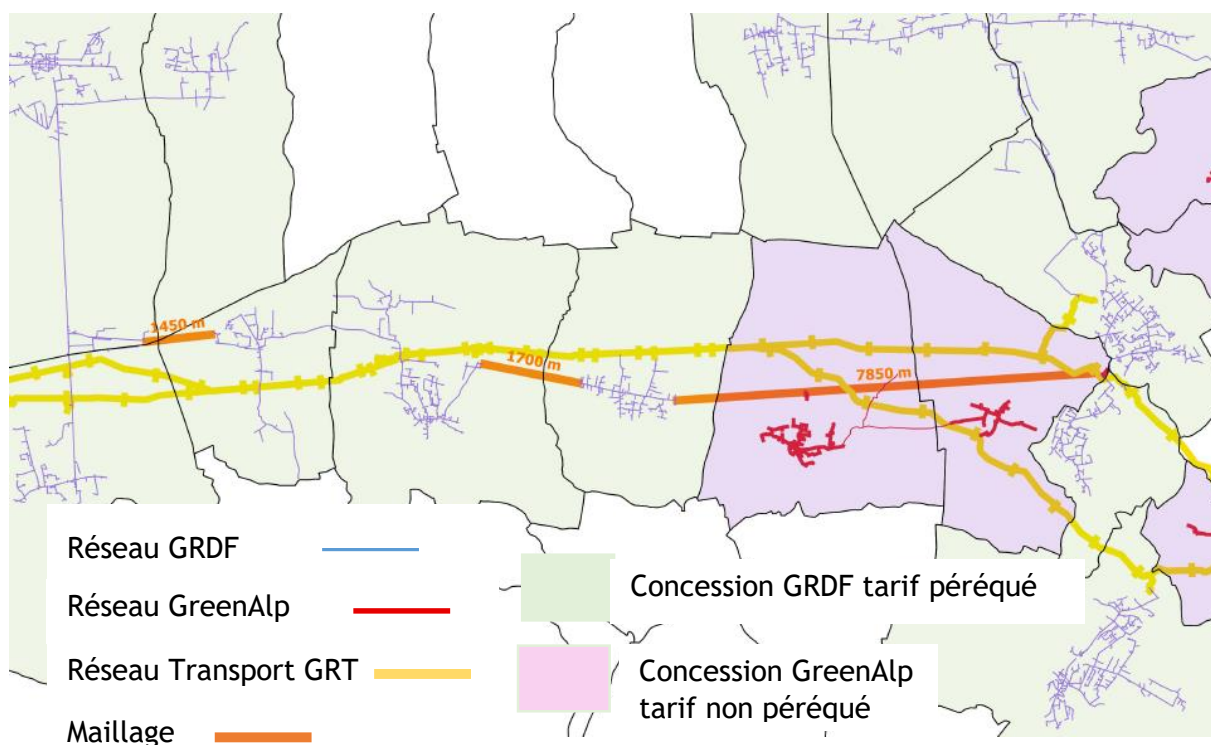 1450 m
1700 m
7850 m
Réseau GRDF
Réseau GreenAlp
Réseau Transport GRT
Maillage
Concession GRDF tarif péréqué
Concession GreenAlp
tarif non péréqué